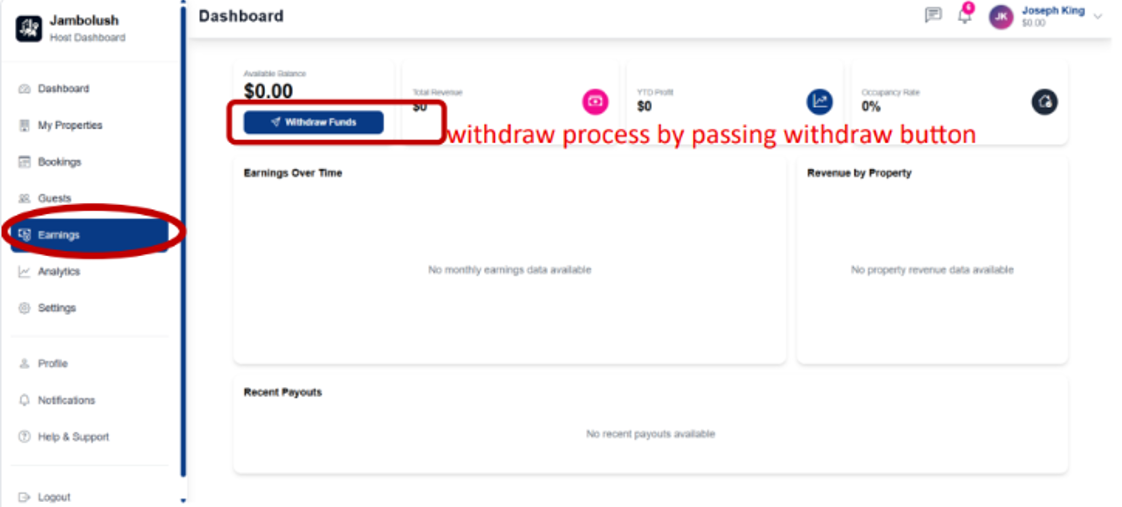 Jambolush
Host Dashboard
Dashboard
6
JK
Joseph King
$0.00
Dashboard
My Properties
Bookings
Guests
Earnings
Analytics
Settings
Profile
Notifications
Help & Support
Logout
Available Balance
$0.00
Withdraw Funds
Total Revenue
$0
YTD Profit
$0
Occupancy Rate
0%
withdraw process by passing withdraw button
Earnings Over Time
No monthly earnings data available
Revenue by Property
No property revenue data available
Recent Payouts
No recent payouts available